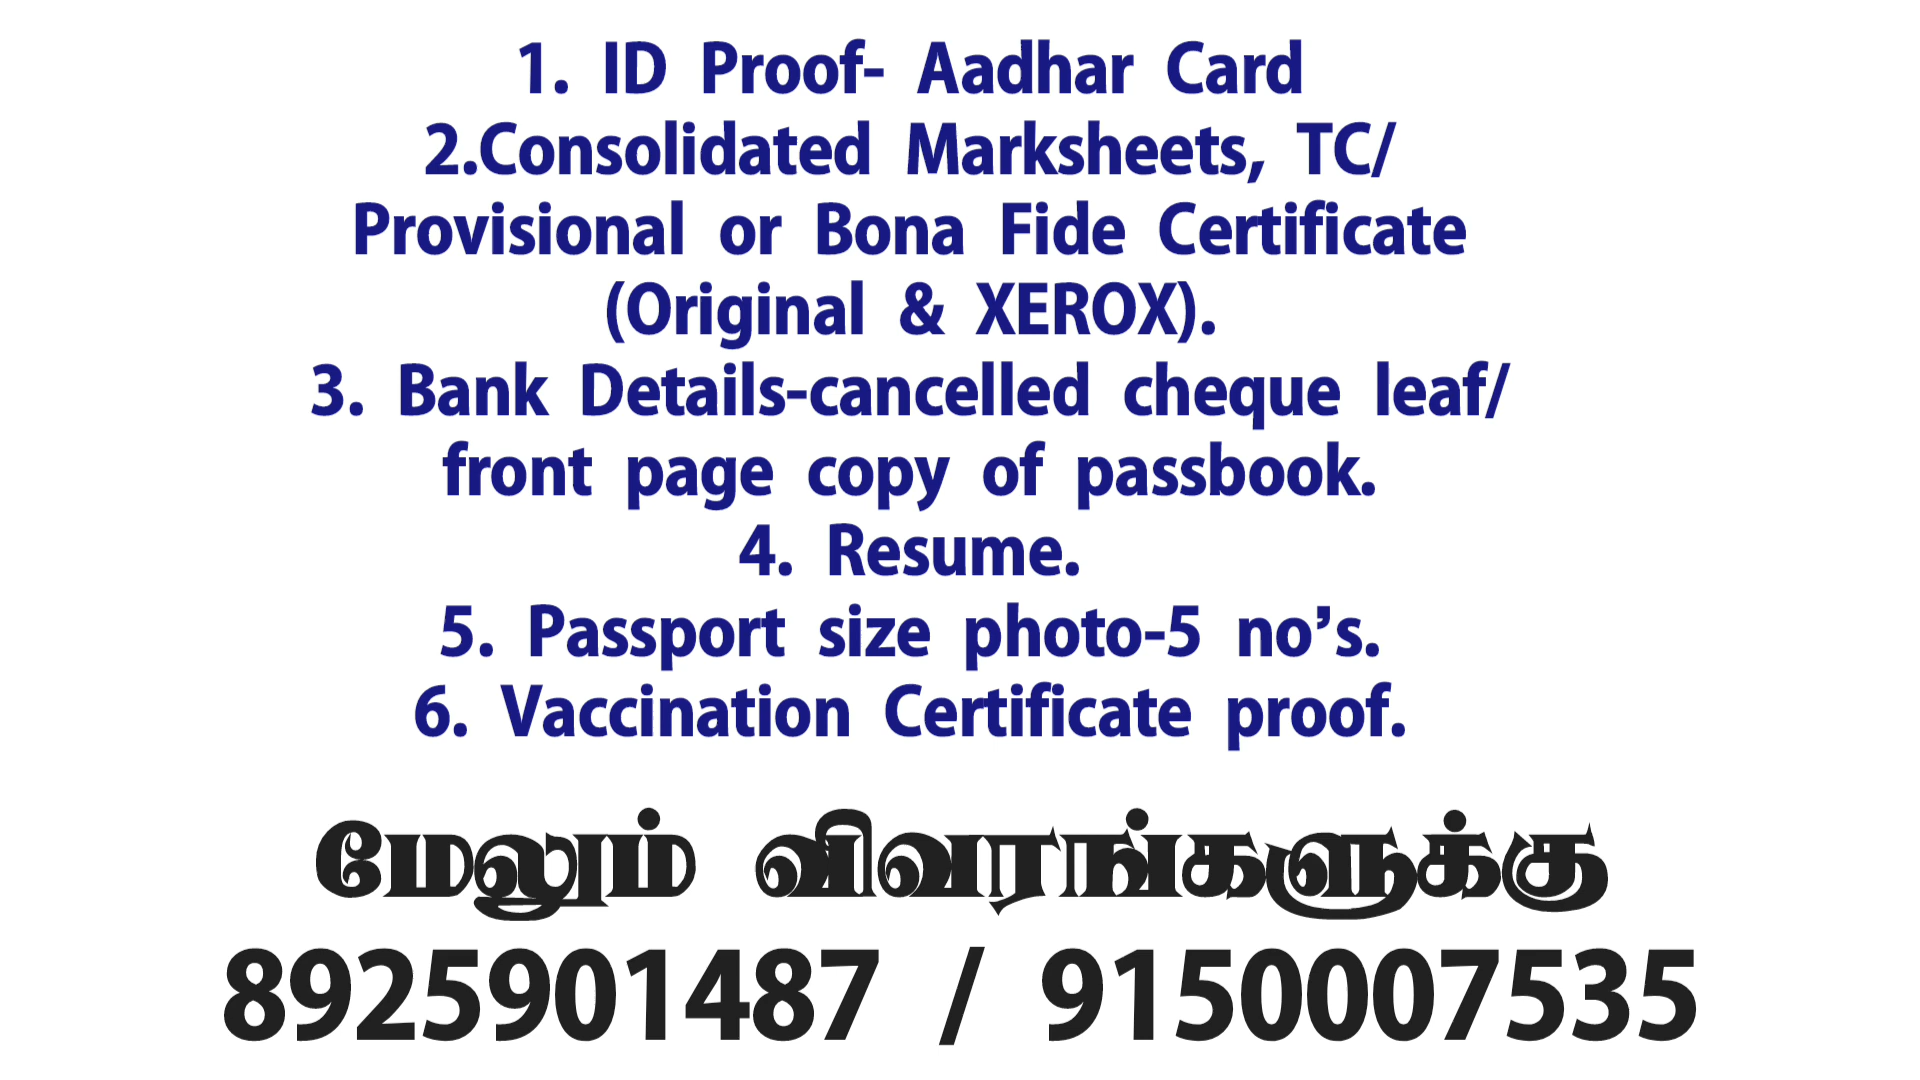 1. ID Proof- Aadhar Card
2.Consolidated Marksheets, TC/
Provisional or Bona Fide Certificate
(Original & XEROX).
3. Bank Details-cancelled cheque leaf/
front page copy of passbook.
4. Resume.
5. Passport size photo-5 no’s.
6. Vaccination Certificate proof.
மேலும் விவரங்களுக்கு
8925901487 / 9150007535